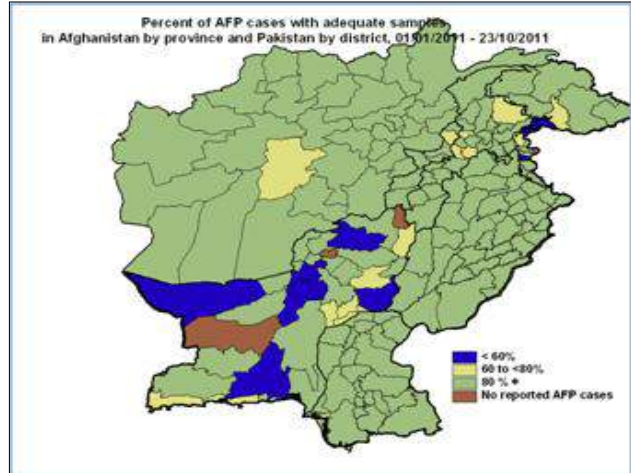 Percent of AFP cases with adequate samples
in Afghanistan by province and Pakistan by district, 01/01/2011 - 23/10/2011
< 60%
60 to <80%
80 % +
No reported AFP cases